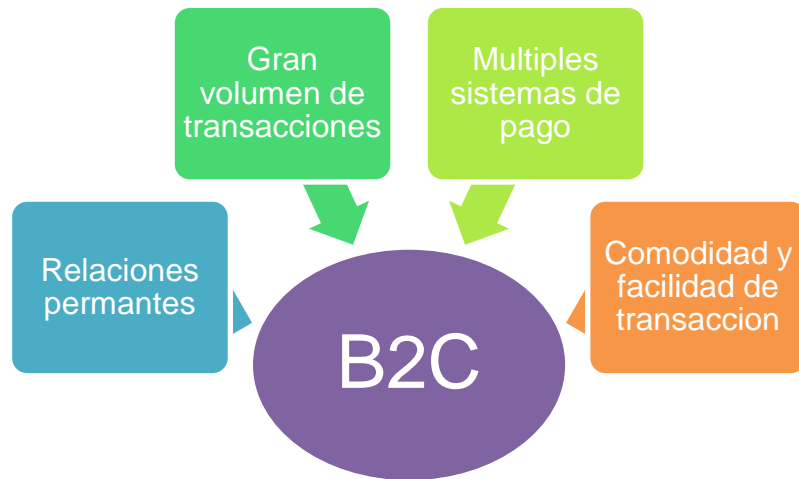 Gran
volumen de
transacciones
Multiples
sistemas de
pago
Relaciones
permantes
Comodidad y
facilidad de
transaccion
B2C